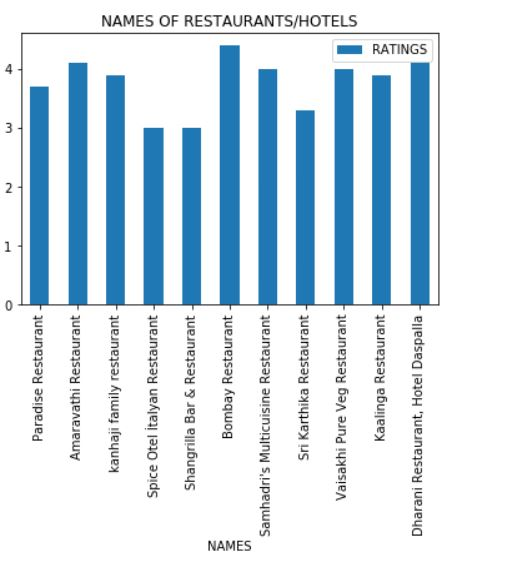 NAMES OF RESTAURANTS/HOTELS
RATINGS
4
3
2
1
0
Paradise Restaurant
Amaravathi Restaurant
kanhaji family restaurant
Spice Otel İtalyan Restaurant
Shangrilla Bar & Restaurant
Bombay Restaurant
Samhadri's Multicuisine Restaurant
Sri Karthika Restaurant
Vaisakhi Pure Veg Restaurant
Kaalinga Restaurant
Dharani Restaurant, Hotel Daspalla
NAMES